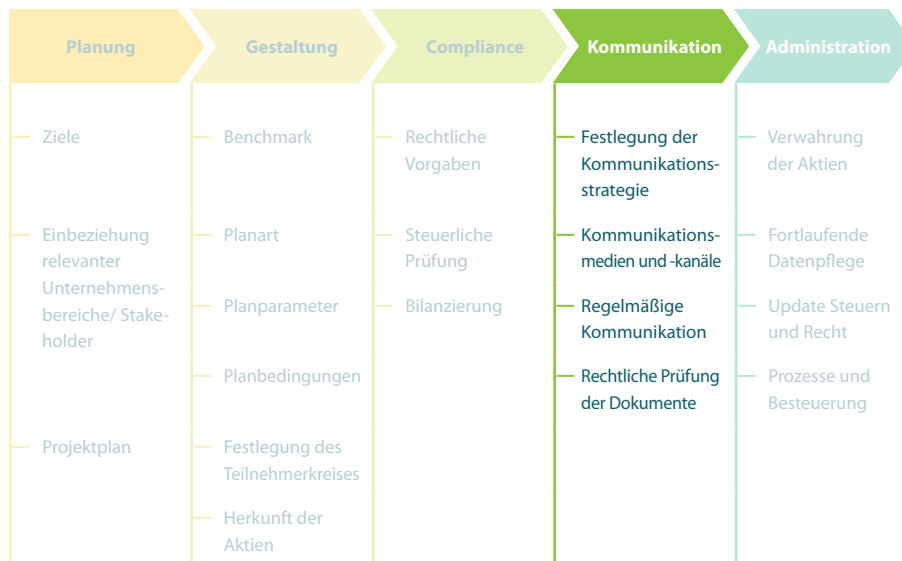 Planung
Gestaltung
Compliance
Kommunikation
Administration
Ziele
Einbeziehung
relevanter
Unternehmens-
bereiche/ Stake-
holder
Projektplan
Benchmark
Planart
Planparameter
Planbedingungen
Festlegung des
Teilnehmerkreises
Herkunft der
Aktien
Rechtliche
Vorgaben
Steuerliche
Prüfung
Bilanzierung
Festlegung der
Kommunikations-
strategie
Kommunikations-
medien und -kanäle
Regelmäßige
Kommunikation
Rechtliche Prüfung
der Dokumente
Verwahrung
der Aktien
Fortlaufende
Datenpflege
Update Steuern
und Recht
Prozesse und
Besteuerung